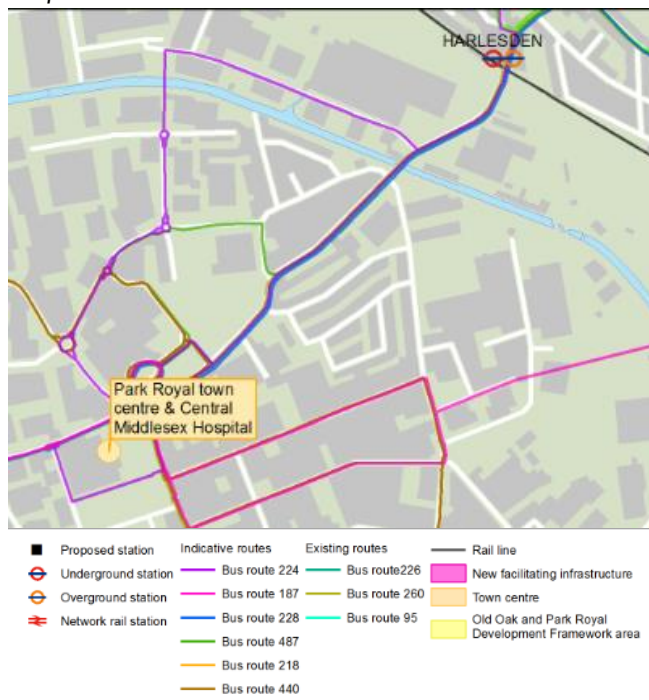 HARLESDEN
Park Royal town
centre & Central
Middlesex Hospital
Proposed station
Underground station
Overground station
Network rail station
Indicative routes
Bus route 224
Bus route 187
Bus route 228
Bus route 487
Bus route 218
Bus route 440
Existing routes
Bus route226
Bus route 260
Bus route 95
Rail line
New facilitating infrastructure
Town centre
Old Oak and Park Royal
Development Framework area